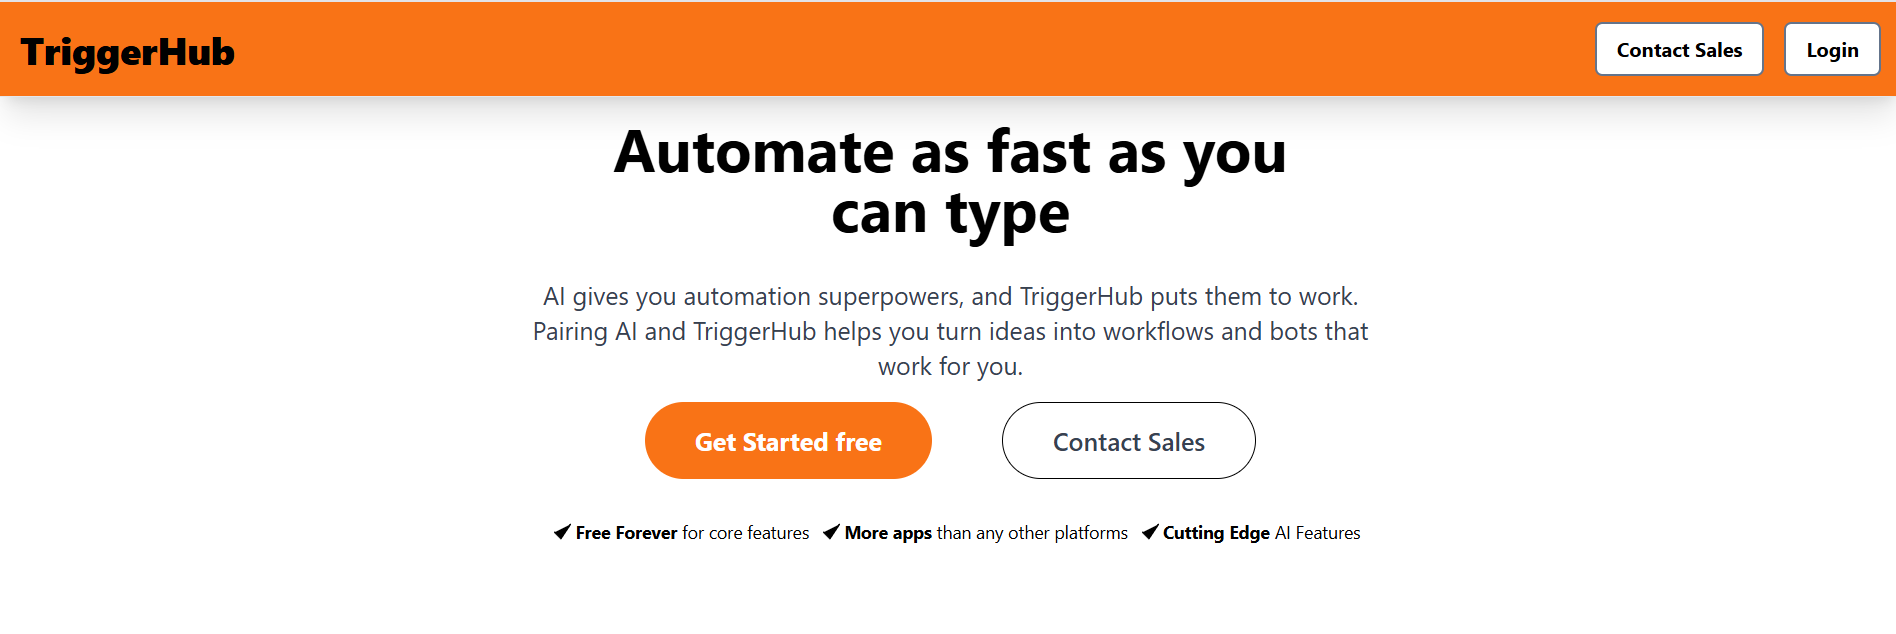 TriggerHub
Contact Sales
Login
Automate as fast as you
can type
AI gives you automation superpowers, and TriggerHub puts them to work.
Pairing AI and TriggerHub helps you turn ideas into workflows and bots that
work for you.
Get Started free
Contact Sales
Free Forever for core features
More apps than any other platforms
Cutting Edge AI Features